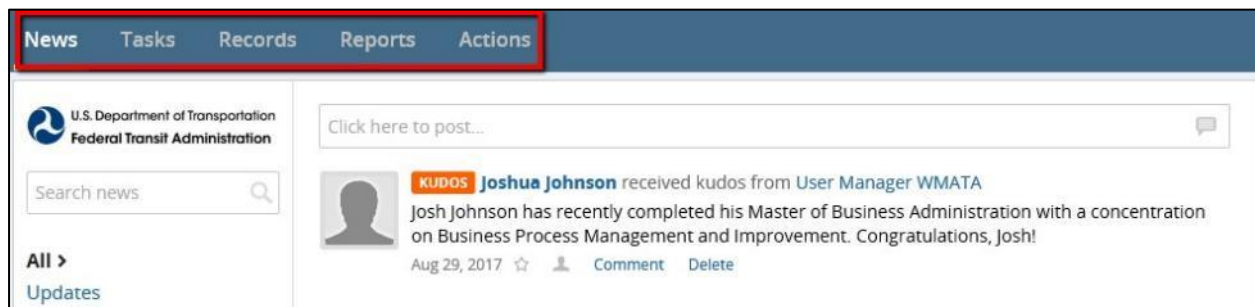 News Tasks Records Reports Actions
U.S. Department of Transportation
Federal Transit Administration
Search news
All >
Updates
Click here to post...
KUDOS Joshua Johnson received kudos from User Manager WMATA
Josh Johnson has recently completed his Master of Business Administration with a concentration
on Business Process Management and Improvement. Congratulations, Josh!
Aug 29, 2017 Comment Delete